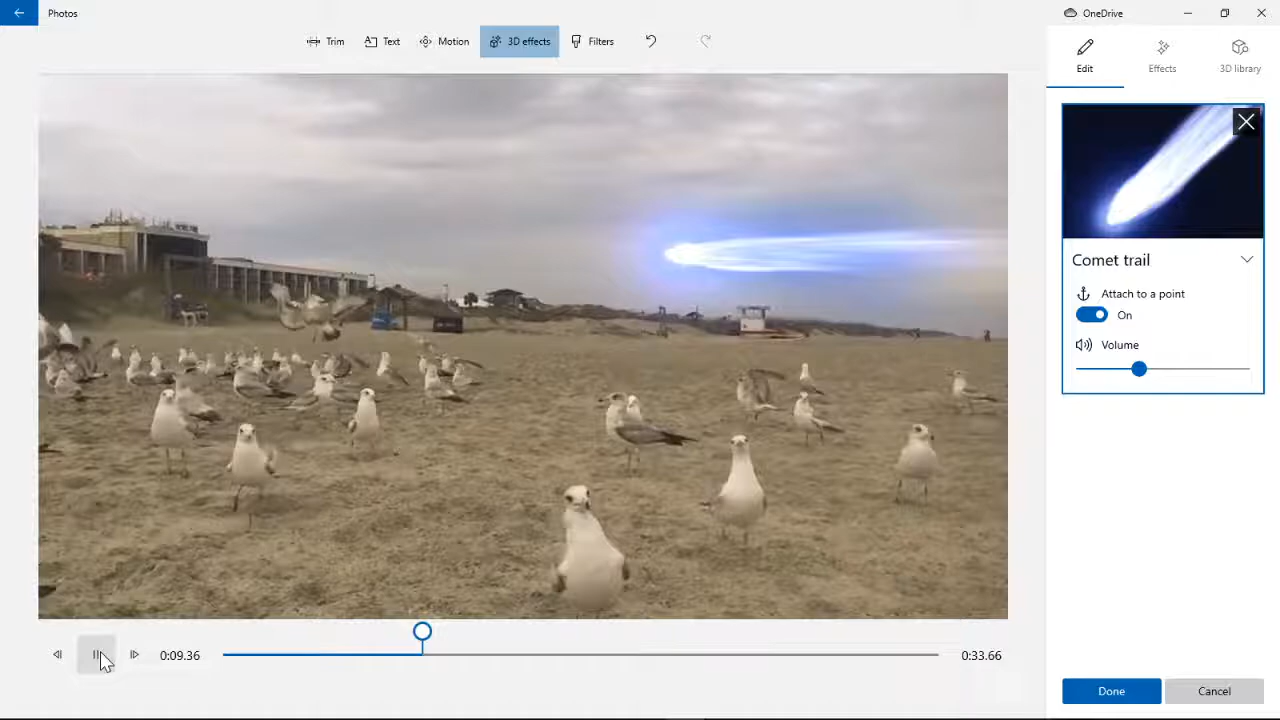 Photos
OneDrive
Trim
Text
Motion
3D effects
Filters
Edit
Effects
3D library
Comet trail
Attach to a point
On
Volume
0:09.36
0:33.66
Done
Cancel